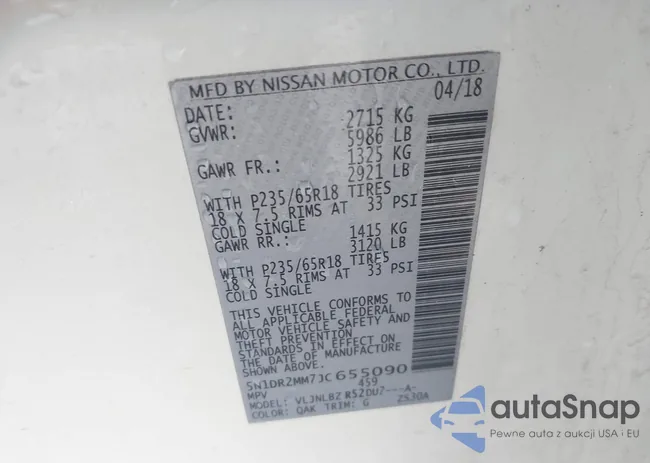 MFD BY NISSAN MOTOR CO., LTD.
DATE: 04/18
GVWR: 2715 KG
5986 LB
GAWR FR.: 1325 KG
2921 LB
WITH P235/65R18 TIRES
18 X 7.5 RIMS AT 33 PSI
COLD SINGLE
GAWR RR.: 1415 KG
3120 LB
WITH P235/65R18 TIRES
18 X 7.5 RIMS AT 33 PSI
COLD SINGLE
THIS VEHICLE CONFORMS TO
ALL APPLICABLE FEDERAL
MOTOR VEHICLE SAFETY AND
THEFT PREVENTION
STANDARDS IN EFFECT ON
THE DATE OF MANUFACTURE
SHOWN ABOVE.
5N1DR2MM7JC655090
MPV 459
MODEL: VLJNLBZ R52DU7---A-
COLOR: QAK TRIM: G ZS30A
autoSnap
Pewne auta z aukcji USA i EU